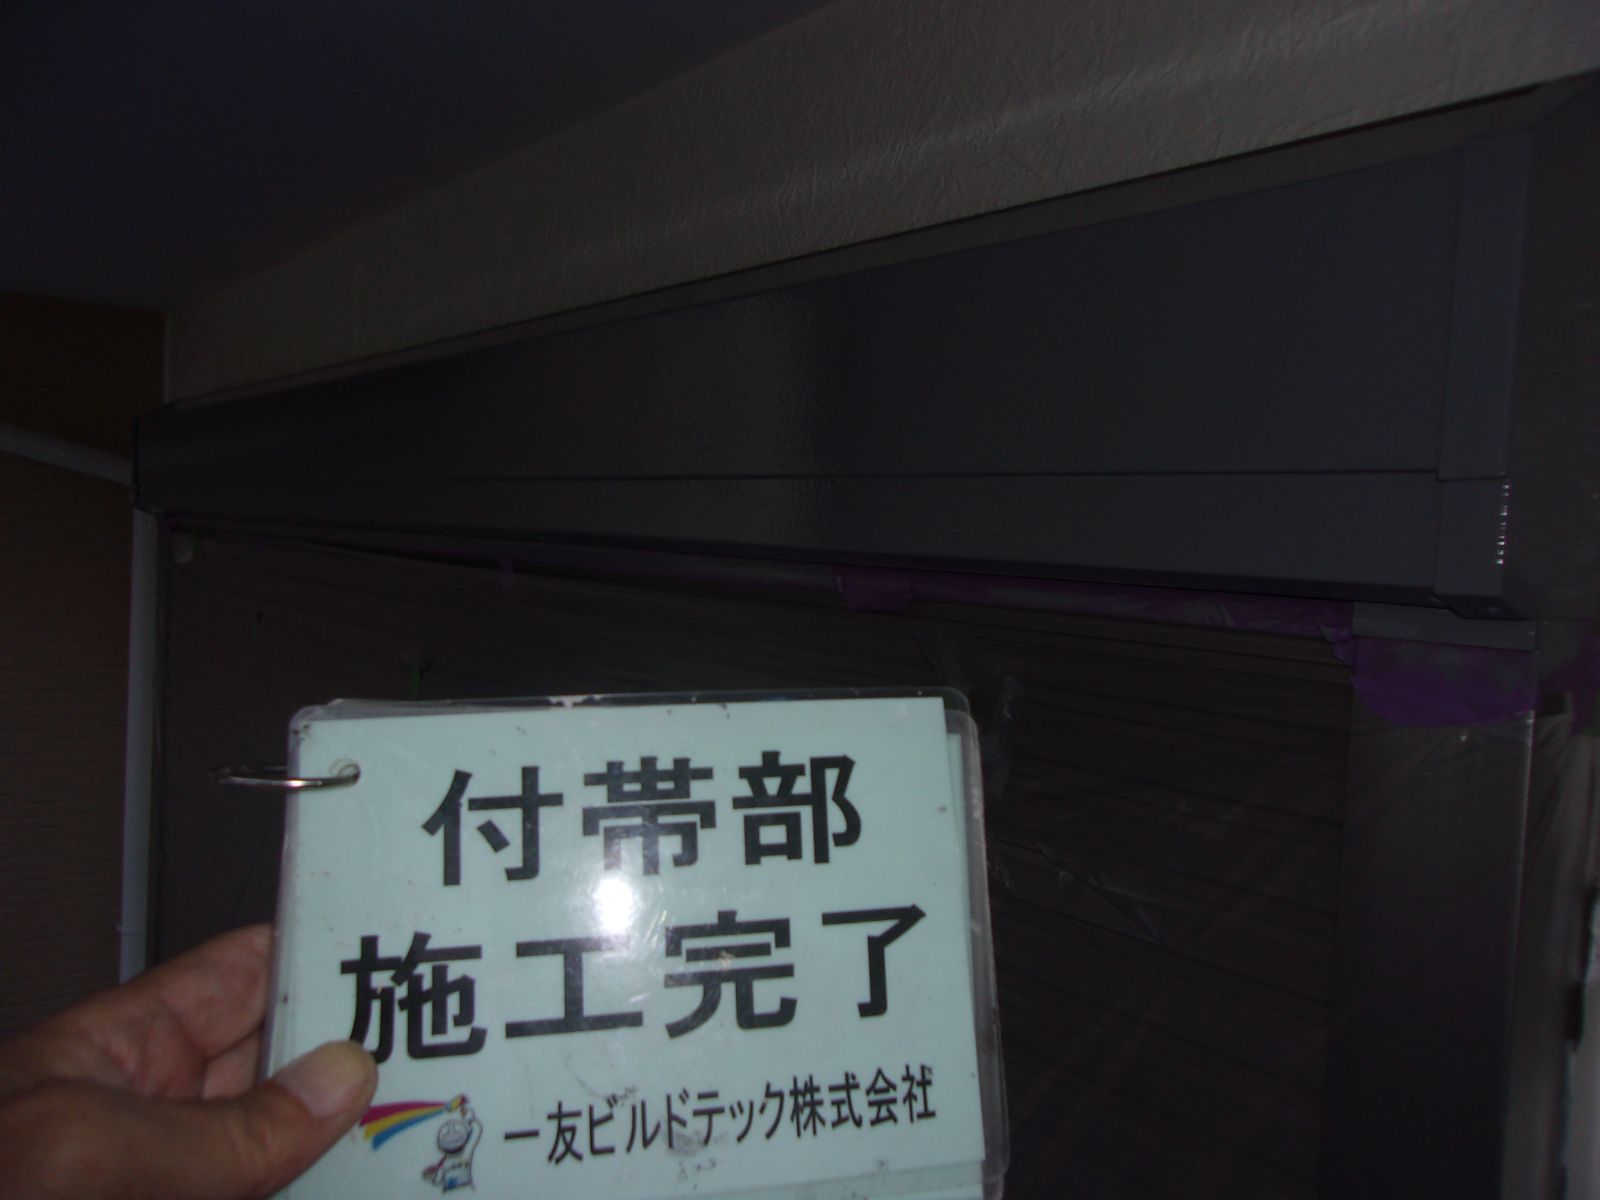 付帯部
施工完了
一友ビルドテック株式会社